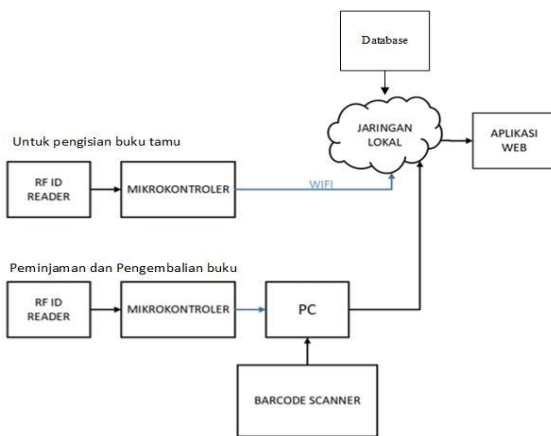 Database
JARINGAN
LOKAL
APLIKASI
WEB
Untuk pengisian buku tamu
RF ID
READER
MIKROKONTROLER
WIFI
Peminjaman dan Pengembalian buku
RF ID
READER
MIKROKONTROLER
PC
BARCODE SCANNER